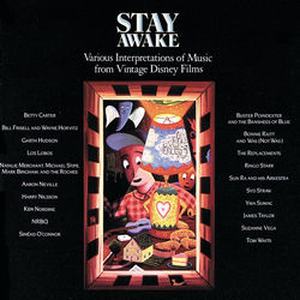 STAY
AWAKE
Various Interpretations of Music
from Vintage Disney Films
BETTY CARTER
BILL FRISELL AND WAYNE HORVITZ
GARTH HUDSON
LOS LOBOS
NATALIE MERCHANT, MICHAEL STIPE,
MARK BINGHAM AND THE ROCHES
AARON NEVILLE
HARRY NILSSON
KEN NORDINE
NRBQ
SINÉAD O'CONNOR
BUSTER POINDEXTER
AND THE BANSHEES OF BLUE
BONNIE RAITT
AND WAS (NOT WAS)
THE REPLACEMENTS
RINGO STARR
SUN RA AND HIS ARKESTRA
SYD STRAW
YMA SUMAC
JAMES TAYLOR
SUZANNE VEGA
TOM WAITS